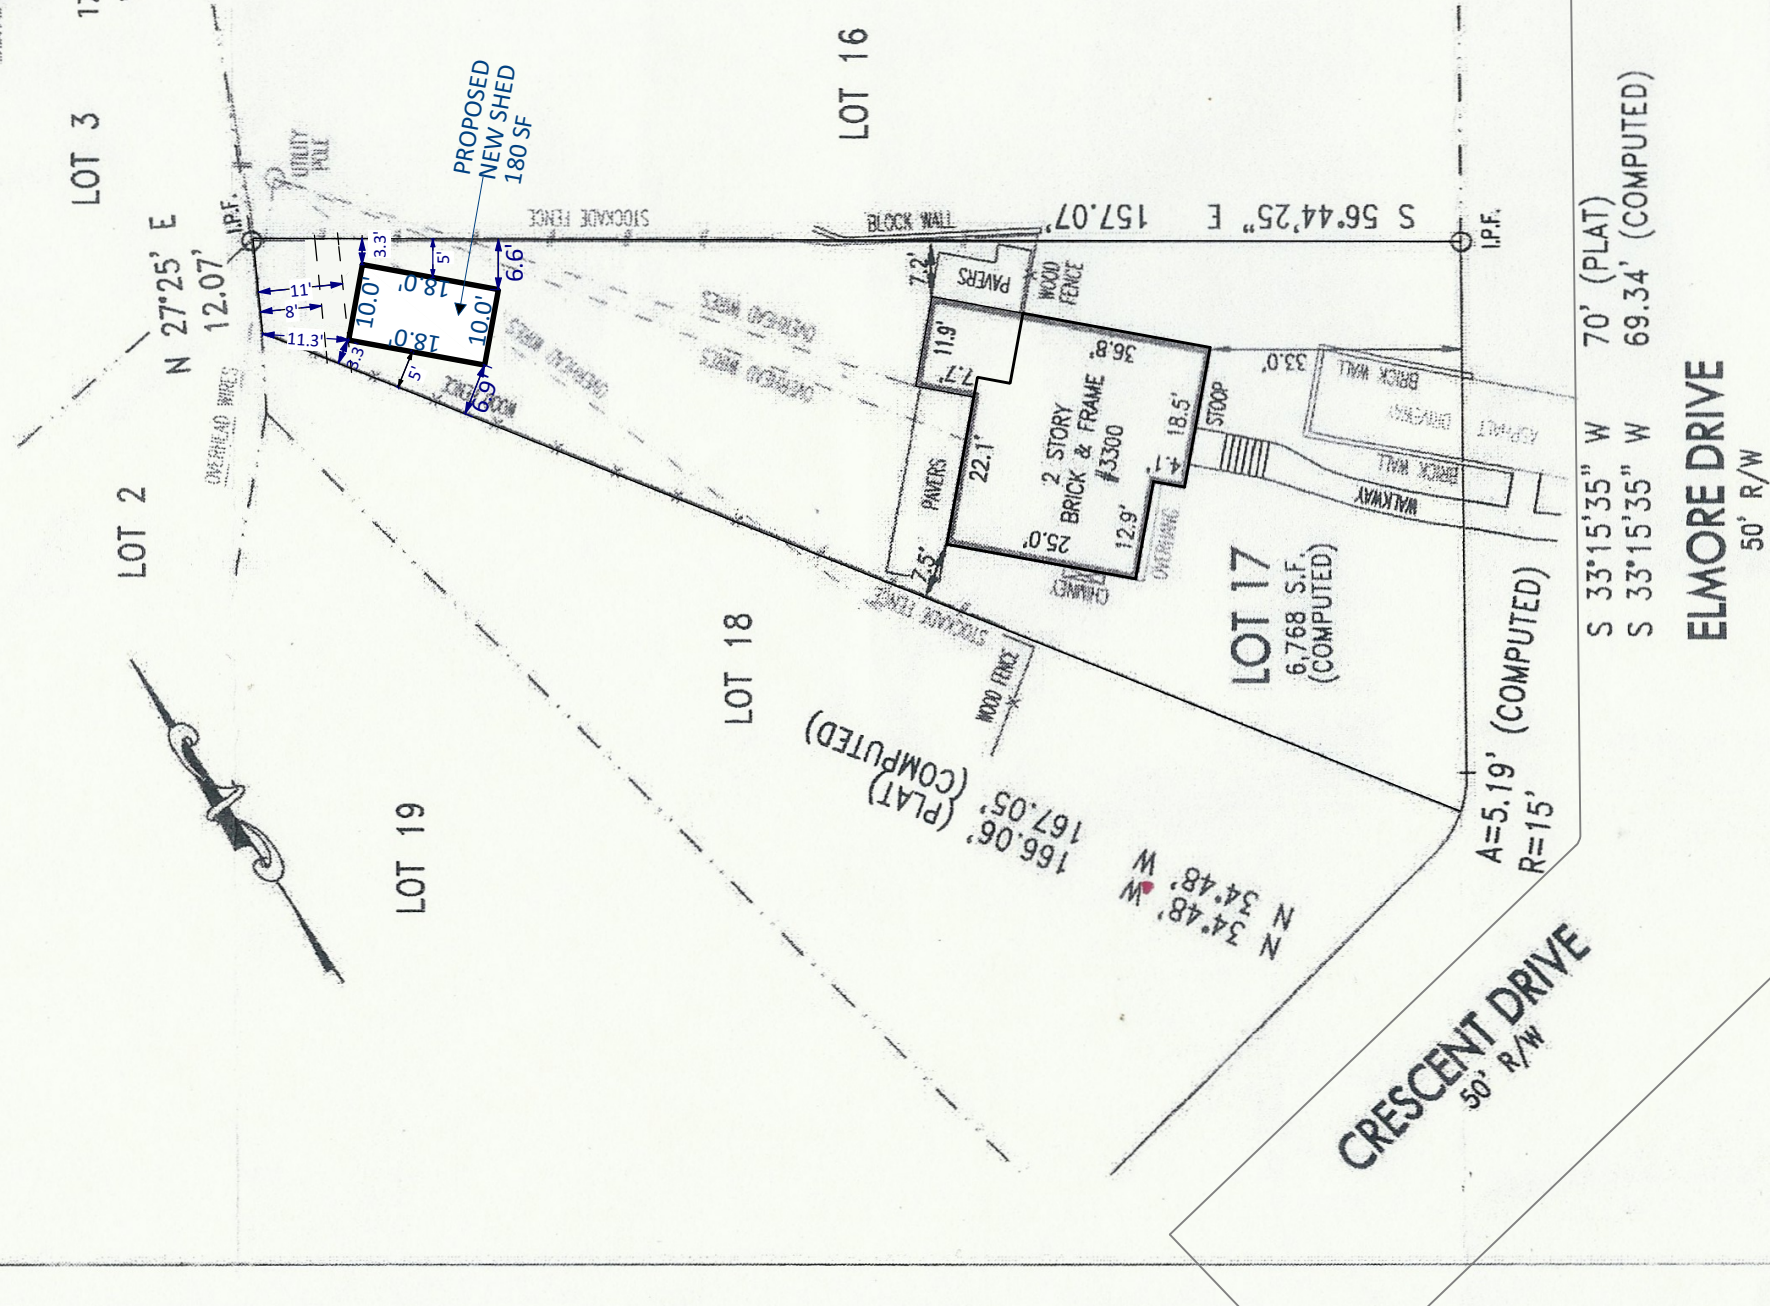 LOT 3
17
N 27°25' E
12.07'
I.P.F.
UTILITY
POLE
PROPOSED
NEW SHED
180 SF
LOT 16
STOCKADE FENCE
BLOCK WALL
S 56°44'25" E 157.07'
I.P.F.
3.3'
5'
6.6'
11'
8'
11.3'
10.0'
18.0'
18.0'
10.0'
3.3
5'
6.9'
WOOD FENCE
OVERHEAD WIRES
OVERHEAD WIRES
OVERHEAD WIRES
OVERHEAD WIRES
OVERHEAD WIRES
LOT 2
7.2'
PAVERS
WOOD
FENCE
11.9'
7.7'
36.8'
33.0'
BRICK WALL
ASPHALT
DRIVEWAY
BRICK WALL
STOOP
18.5'
4.1'
2 STORY
BRICK & FRAME
#3300
22.1'
PAVERS
25.0'
12.9'
OVERHANG
CHIMNEY
7.5'
WALKWAY
STOCKADE FENCE
WOOD FENCE
LOT 17
6,768 S.F.
(COMPUTED)
LOT 18
LOT 19
166.06' (PLAT)
167.05' (COMPUTED)
N 34°48' W
N 34°48' W
A=5.19' (COMPUTED)
R=15'
S 33°15'35" W 70' (PLAT)
S 33°15'35" W 69.34' (COMPUTED)
ELMORE DRIVE
50' R/W
CRESCENT DRIVE
50' R/W